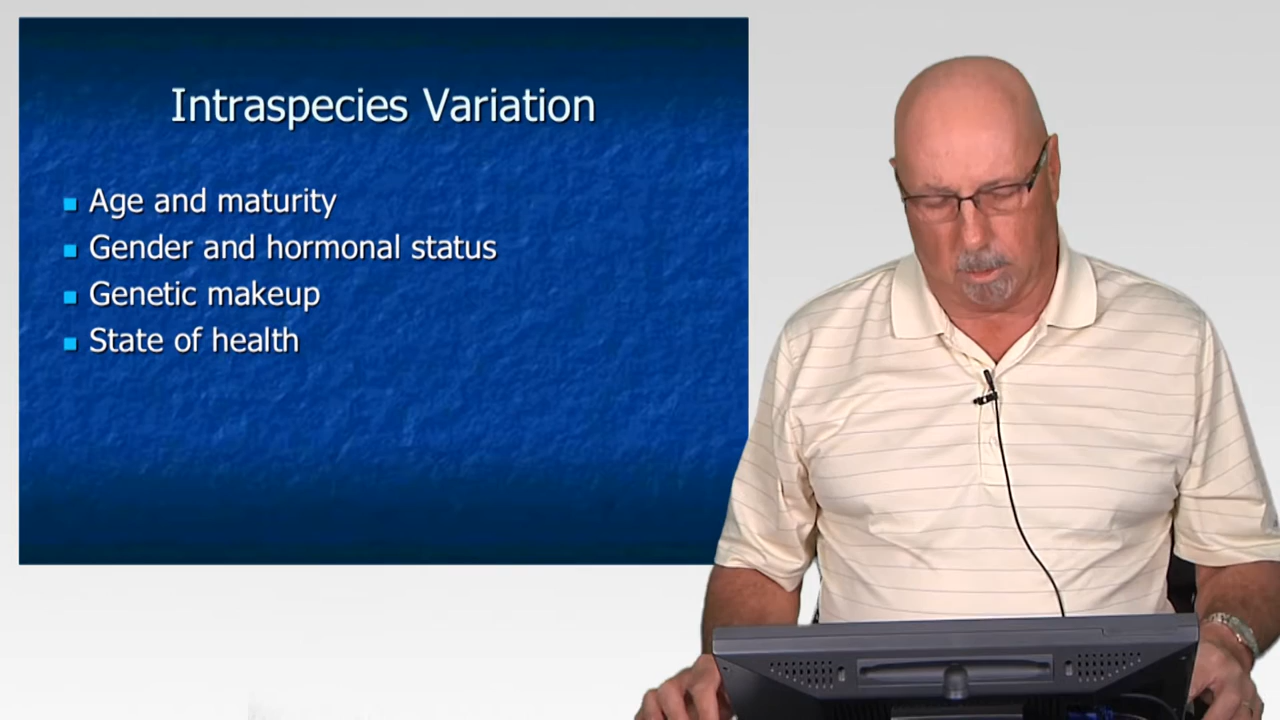 Intraspecies Variation
Age and maturity
Gender and hormonal status
Genetic makeup
State of health